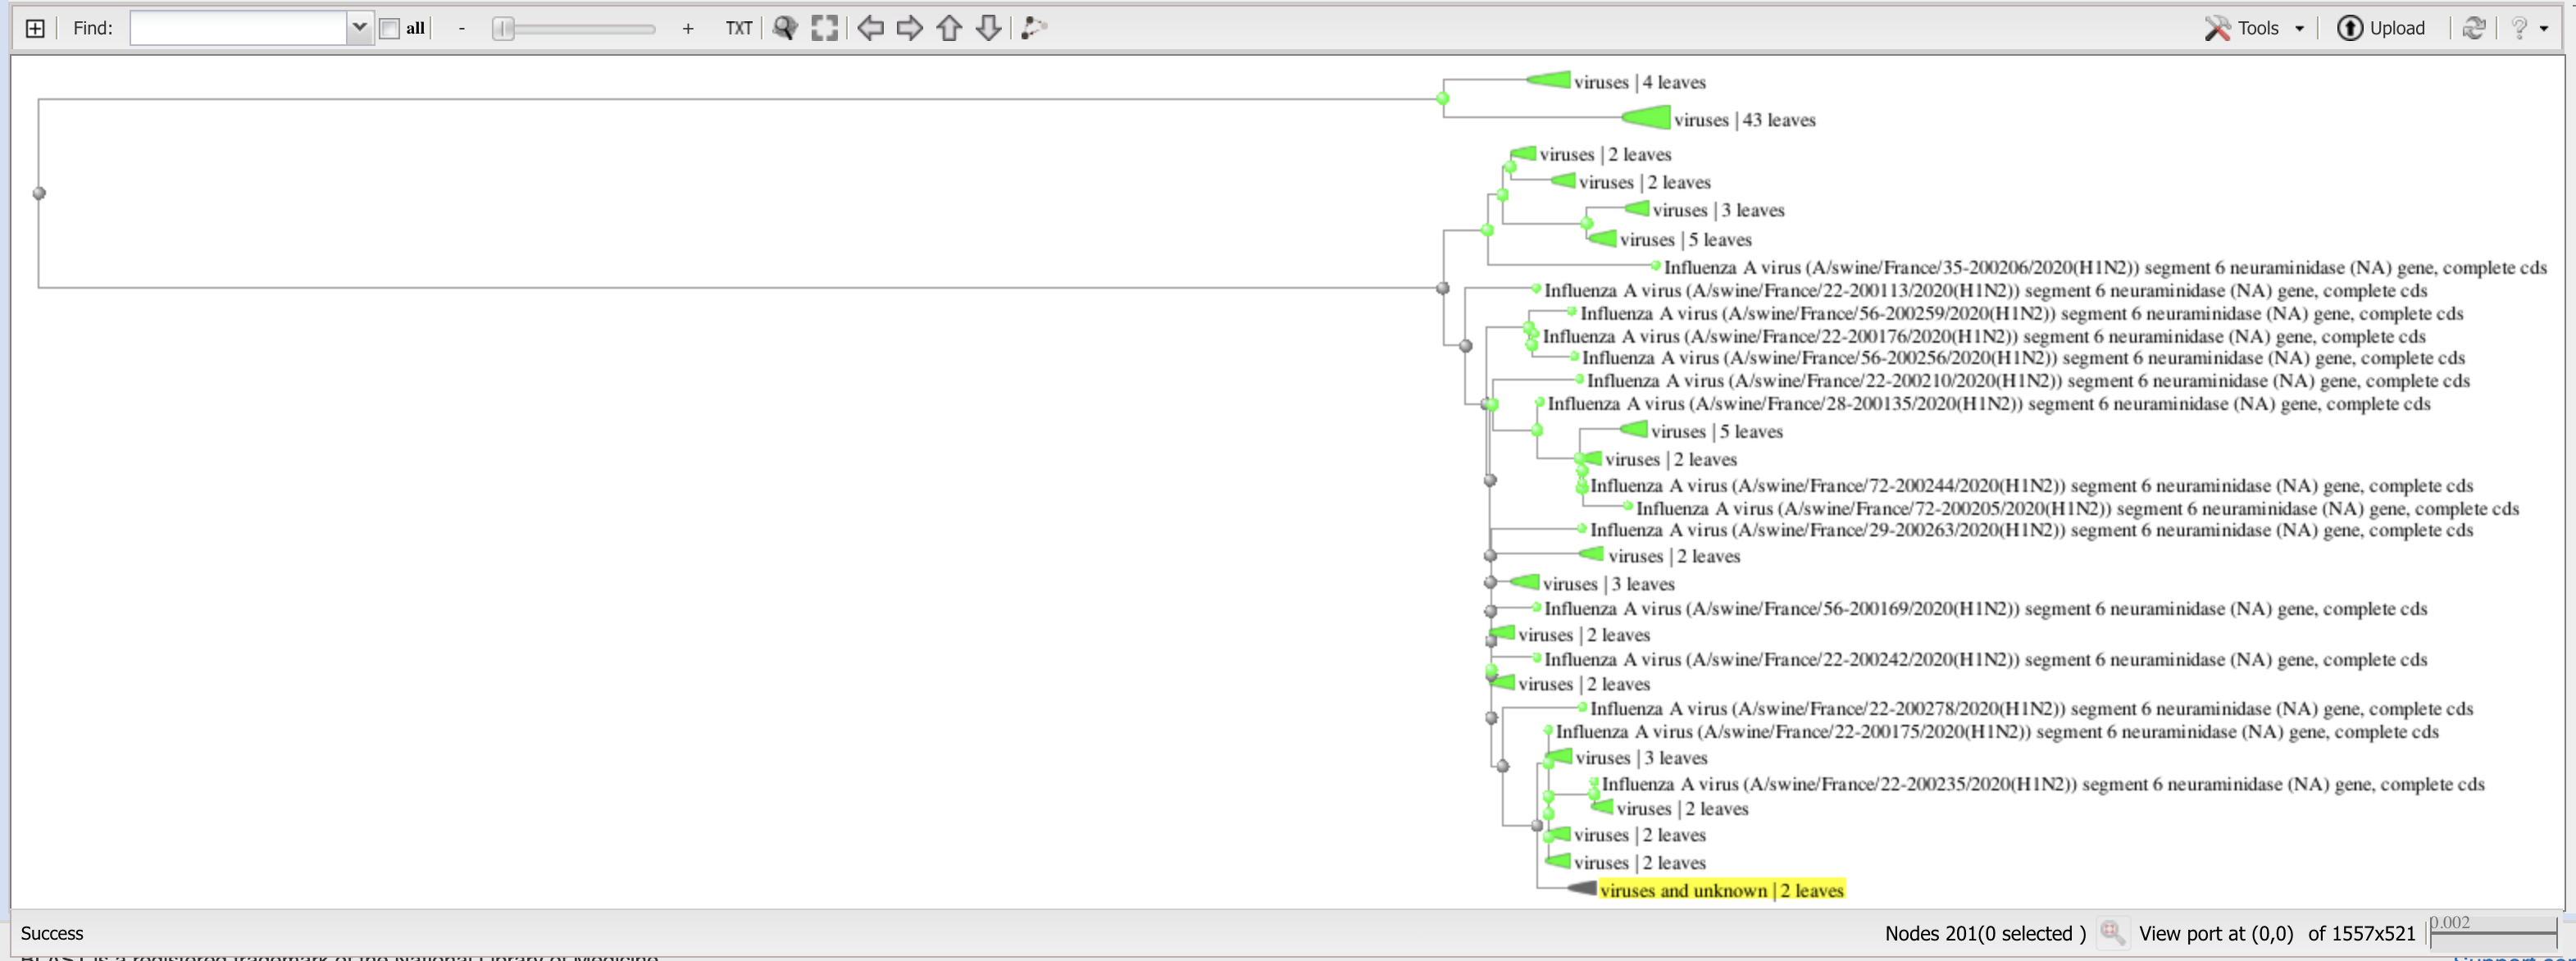 Find: all - + TXT Tools Upload ?
viruses | 4 leaves
viruses | 43 leaves
viruses | 2 leaves
viruses | 2 leaves
viruses | 3 leaves
viruses | 5 leaves
Influenza A virus (A/swine/France/35-200206/2020(H1N2)) segment 6 neuraminidase (NA) gene, complete cds
Influenza A virus (A/swine/France/22-200113/2020(H1N2)) segment 6 neuraminidase (NA) gene, complete cds
Influenza A virus (A/swine/France/56-200259/2020(H1N2)) segment 6 neuraminidase (NA) gene, complete cds
Influenza A virus (A/swine/France/22-200176/2020(H1N2)) segment 6 neuraminidase (NA) gene, complete cds
Influenza A virus (A/swine/France/56-200256/2020(H1N2)) segment 6 neuraminidase (NA) gene, complete cds
Influenza A virus (A/swine/France/22-200210/2020(H1N2)) segment 6 neuraminidase (NA) gene, complete cds
Influenza A virus (A/swine/France/28-200135/2020(H1N2)) segment 6 neuraminidase (NA) gene, complete cds
viruses | 5 leaves
viruses | 2 leaves
Influenza A virus (A/swine/France/72-200244/2020(H1N2)) segment 6 neuraminidase (NA) gene, complete cds
Influenza A virus (A/swine/France/72-200205/2020(H1N2)) segment 6 neuraminidase (NA) gene, complete cds
Influenza A virus (A/swine/France/29-200263/2020(H1N2)) segment 6 neuraminidase (NA) gene, complete cds
viruses | 2 leaves
viruses | 3 leaves
Influenza A virus (A/swine/France/56-200169/2020(H1N2)) segment 6 neuraminidase (NA) gene, complete cds
viruses | 2 leaves
Influenza A virus (A/swine/France/22-200242/2020(H1N2)) segment 6 neuraminidase (NA) gene, complete cds
viruses | 2 leaves
Influenza A virus (A/swine/France/22-200278/2020(H1N2)) segment 6 neuraminidase (NA) gene, complete cds
Influenza A virus (A/swine/France/22-200175/2020(H1N2)) segment 6 neuraminidase (NA) gene, complete cds
viruses | 3 leaves
Influenza A virus (A/swine/France/22-200235/2020(H1N2)) segment 6 neuraminidase (NA) gene, complete cds
viruses | 2 leaves
viruses | 2 leaves
viruses | 2 leaves
viruses and unknown | 2 leaves
Success Nodes 201(0 selected ) View port at (0,0) of 1557x521 0.002
BLAST is a registered trademark of the National Library of Medicine